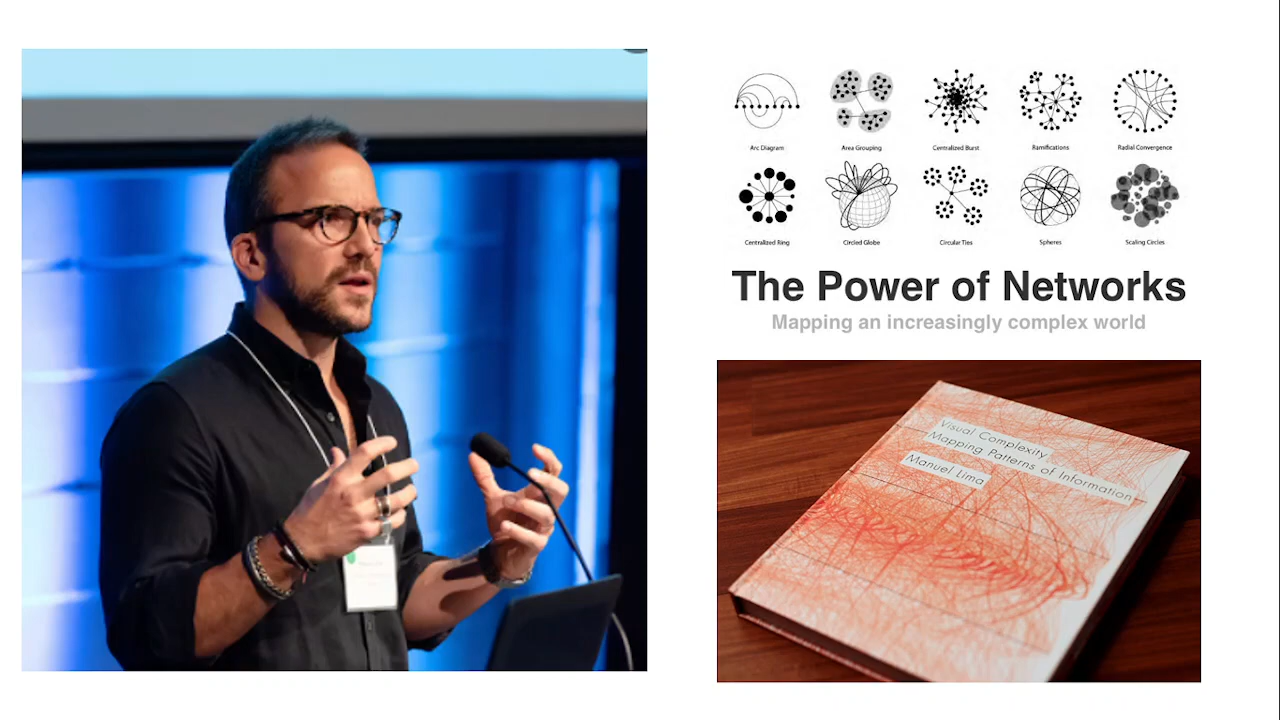 Arc Diagram
Area Grouping
Centralized Burst
Ramifications
Radial Convergence
Centralized Ring
Circled Globe
Circular Ties
Spheres
Scaling Circles
The Power of Networks
Mapping an increasingly complex world
Visual Complexity
Mapping Patterns of Information
Manuel Lima